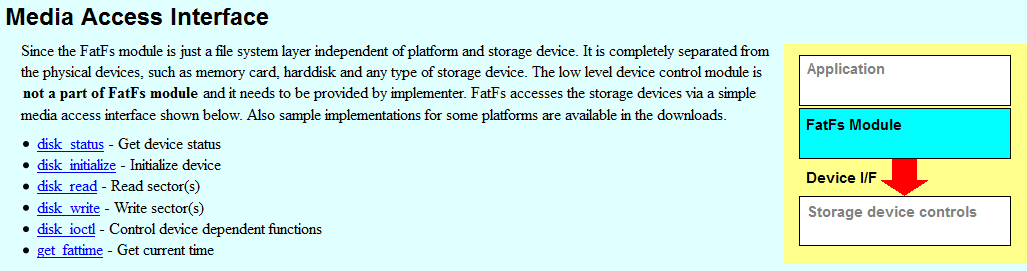 Media Access Interface
Since the FatFs module is just a file system layer independent of platform and storage device. It is completely separated from
the physical devices, such as memory card, harddisk and any type of storage device. The low level device control module is
not a part of FatFs module and it needs to be provided by implementer. FatFs accesses the storage devices via a simple
media access interface shown below. Also sample implementations for some platforms are available in the downloads.
• disk_status - Get device status
• disk_initialize - Initialize device
• disk_read - Read sector(s)
• disk_write - Write sector(s)
• disk_ioctl - Control device dependent functions
• get_fattime - Get current time
Application
FatFs Module
Device I/F
Storage device controls